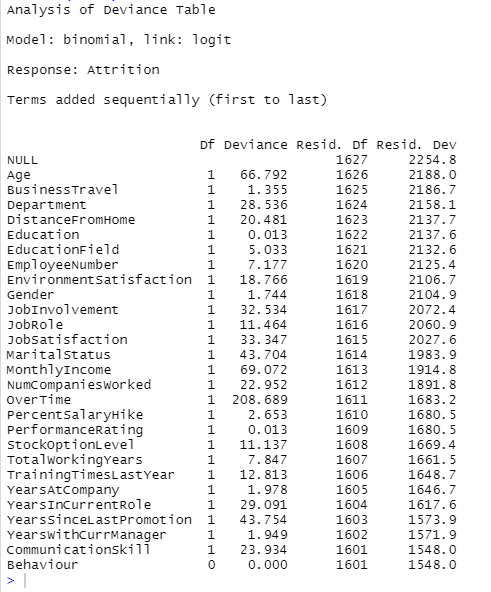 Analysis of Deviance Table
Model: binomial, link: logit
Response: Attrition
Terms added sequentially (first to last)
Df Deviance Resid. Df Resid. Dev
NULL 1627 2254.8
Age 1 66.792 1626 2188.0
BusinessTravel 1 1.355 1625 2186.7
Department 1 28.536 1624 2158.1
DistanceFromHome 1 20.481 1623 2137.7
Education 1 0.013 1622 2137.6
EducationField 1 5.033 1621 2132.6
EmployeeNumber 1 7.177 1620 2125.4
EnvironmentSatisfaction 1 18.766 1619 2106.7
Gender 1 1.744 1618 2104.9
JobInvolvement 1 32.534 1617 2072.4
JobRole 1 11.464 1616 2060.9
JobSatisfaction 1 33.347 1615 2027.6
MaritalStatus 1 43.704 1614 1983.9
MonthlyIncome 1 69.072 1613 1914.8
NumCompaniesWorked 1 22.952 1612 1891.8
OverTime 1 208.689 1611 1683.2
PercentSalaryHike 1 2.653 1610 1680.5
PerformanceRating 1 0.013 1609 1680.5
StockOptionLevel 1 11.137 1608 1669.4
TotalWorkingYears 1 7.847 1607 1661.5
TrainingTimesLastYear 1 12.813 1606 1648.7
YearsAtCompany 1 1.978 1605 1646.7
YearsInCurrentRole 1 29.091 1604 1617.6
YearsSinceLastPromotion 1 43.754 1603 1573.9
YearsWithCurrManager 1 1.949 1602 1571.9
CommunicationSkill 1 23.934 1601 1548.0
Behaviour 0 0.000 1601 1548.0
>